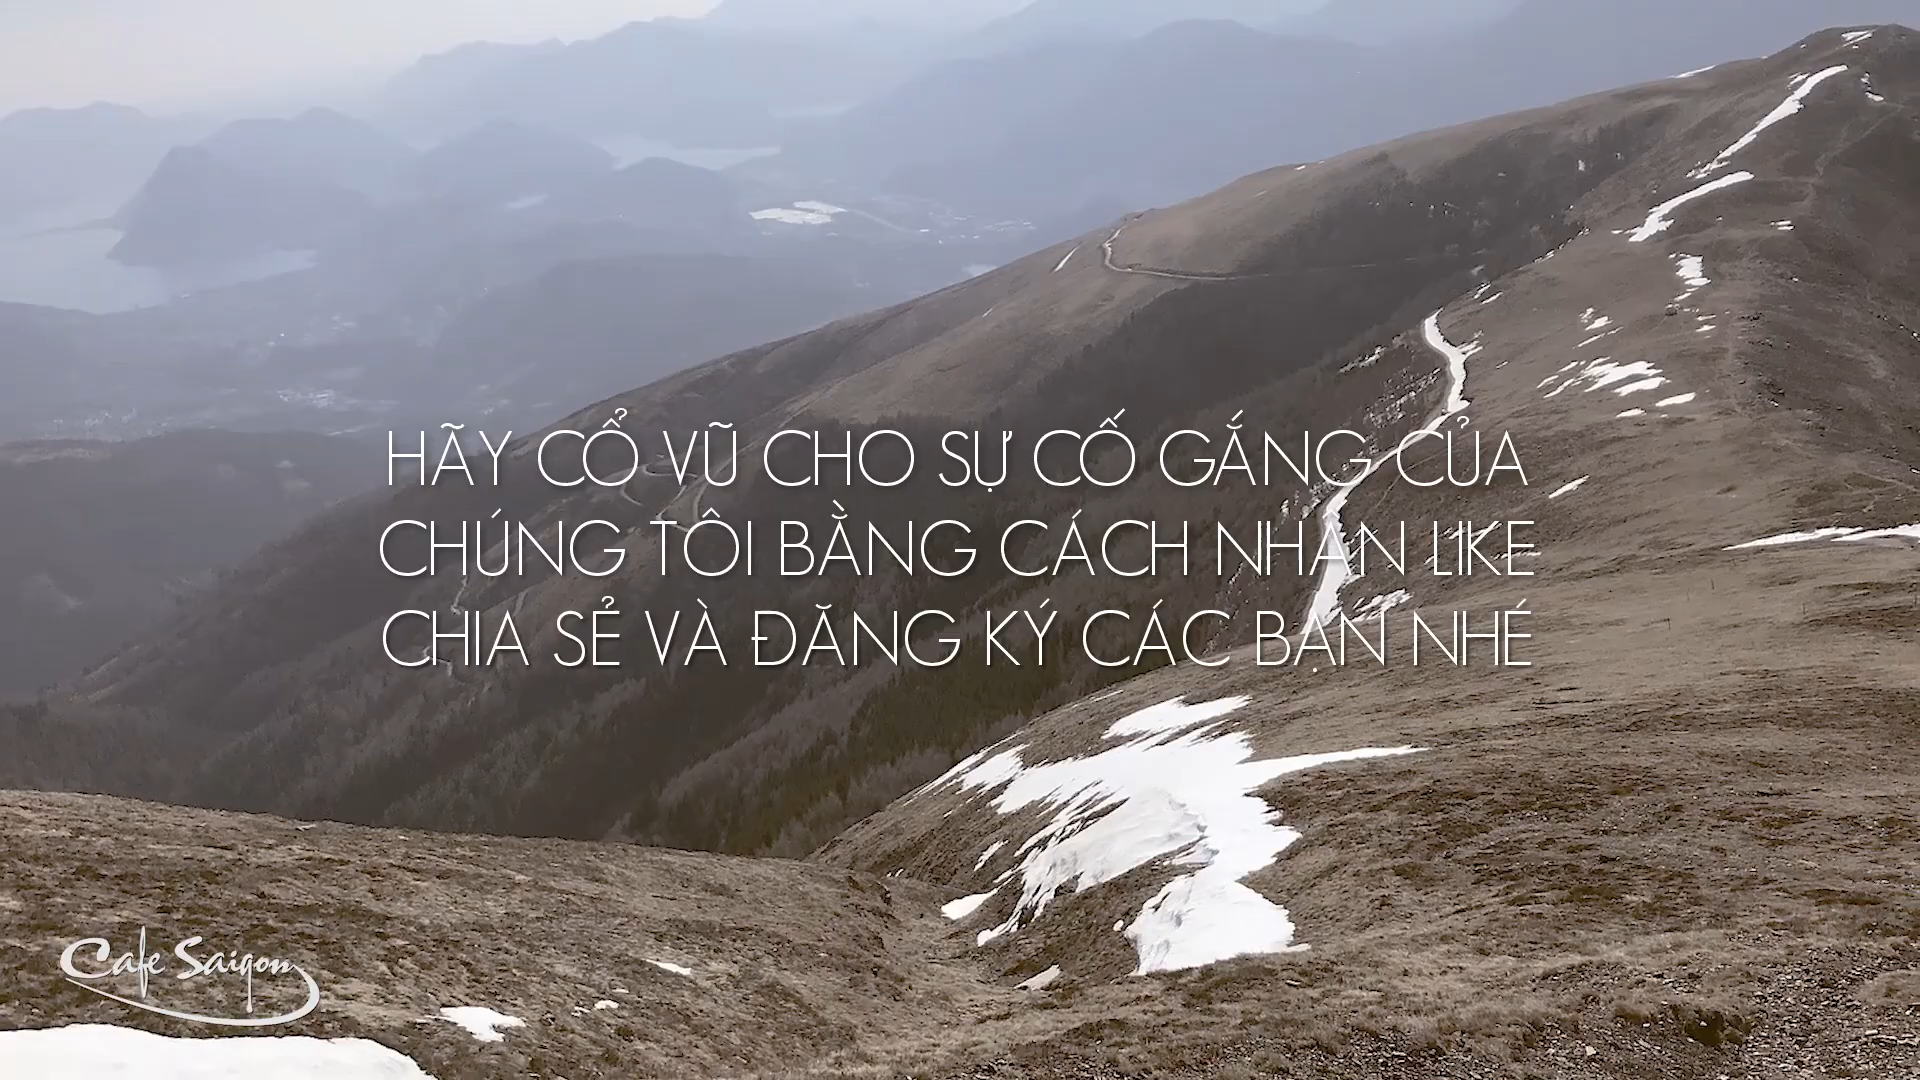 HÃY CỔ VŨ CHO SỰ CỐ GẮNG CỦA
CHÚNG TÔI BẰNG CÁCH NHẤN LIKE
CHIA SẺ VÀ ĐĂNG KÝ CÁC BẠN NHÉ
Cafe Saigon